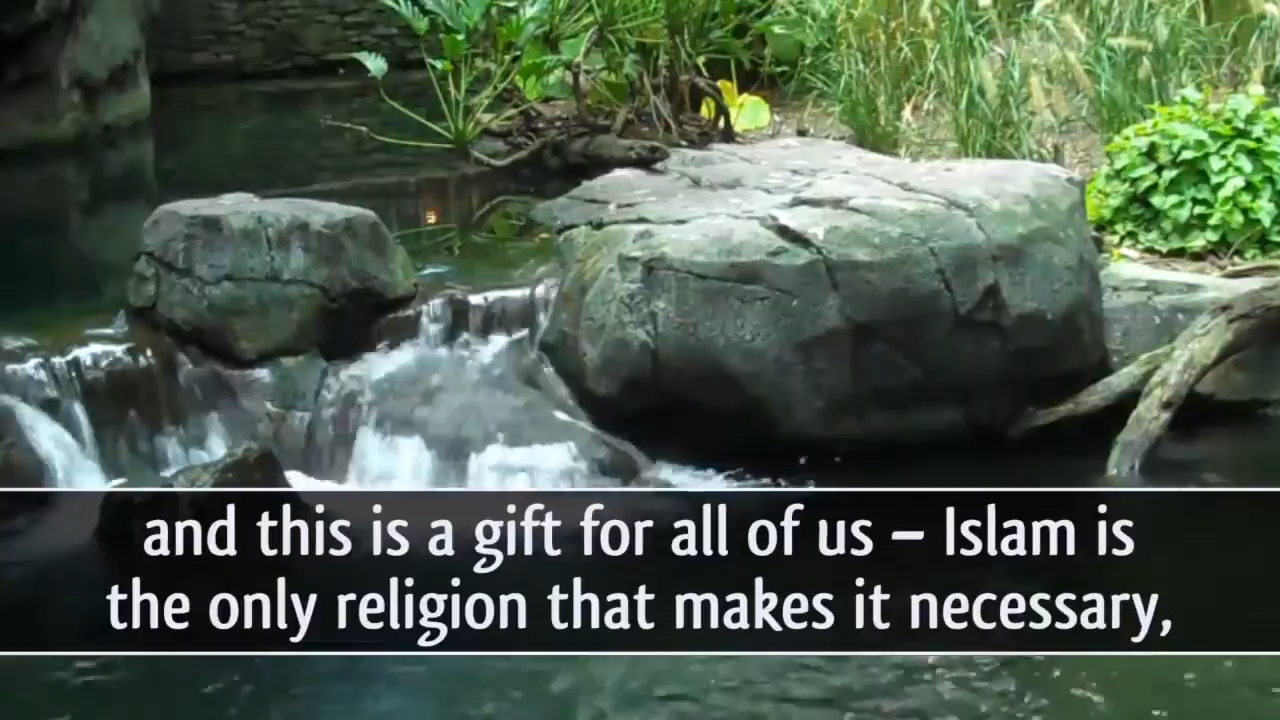 and this is a gift for all of us – Islam is
the only religion that makes it necessary,